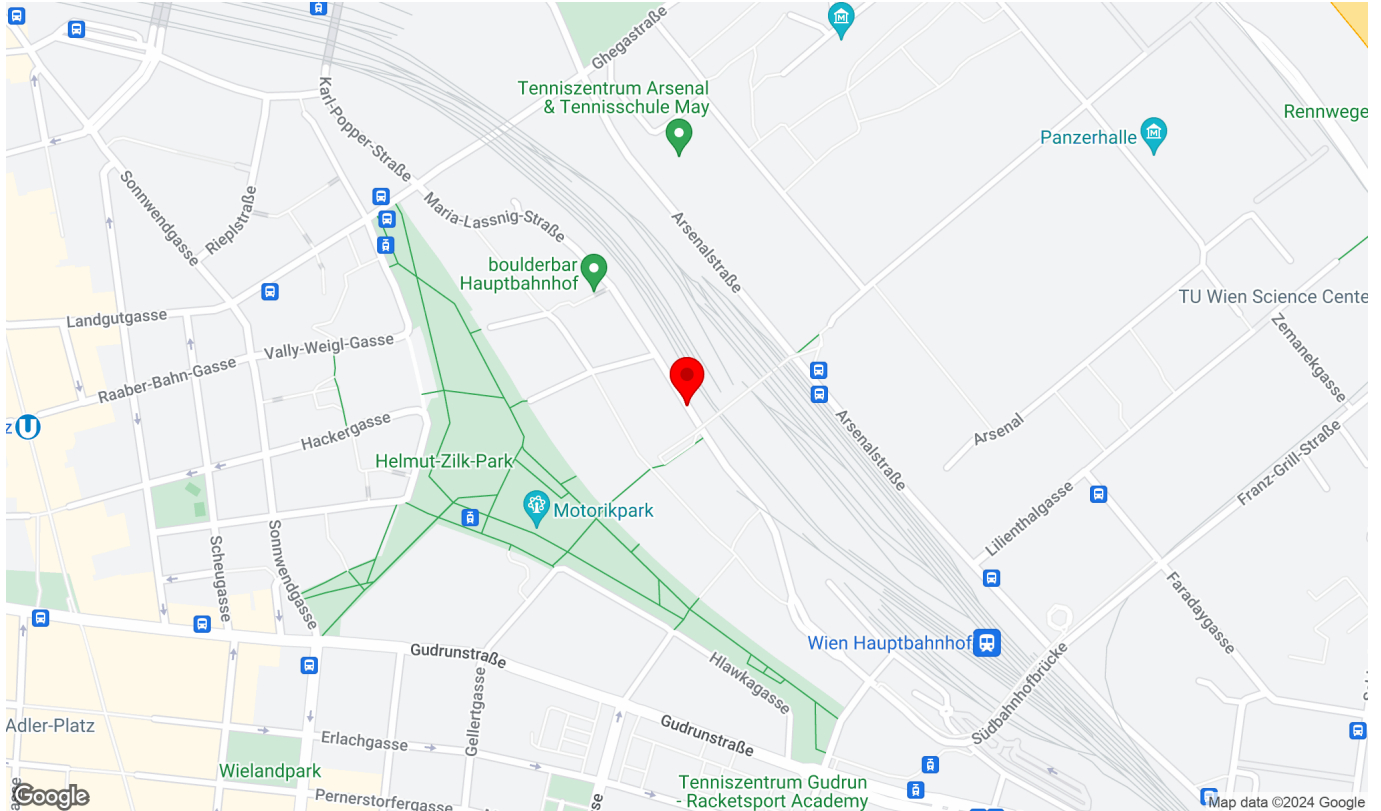 Ghegastraße
Tenniszentrum Arsenal
& Tennisschule May
Rennwege
Panzerhalle
Karl-Popper-Straße
Sonnwendgasse
Rieplstraße
Maria-Lassnig-Straße
Arsenalstraße
boulderbar
Hauptbahnhof
TU Wien Science Cente
Landgutgasse
Zemanekgasse
Vally-Weigl-Gasse
Raaber-Bahn-Gasse
z U
Hackergasse
Arsenal
Arsenalstraße
Franz-Grill-Straße
Helmut-Zilk-Park
Motorikpark
Lilienthalgasse
Scheugasse
Sonnwendgasse
Faradaygasse
Gudrunstraße
Wien Hauptbahnhof
Hlawkagasse
Südbahnhofbrücke
Gellertgasse
Adler-Platz
Erlachgasse
Gudrunstraße
Wielandpark
Tenniszentrum Gudrun
- Racketsport Academy
Pernerstorfergasse
sse
Google
Map data ©2024 Google